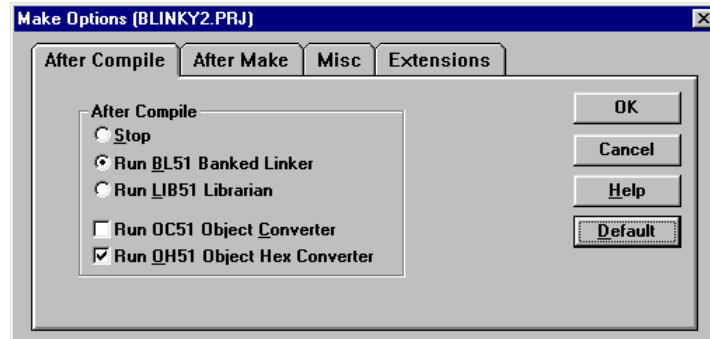 Make Options (BLINKY2.PRJ)
After Compile After Make Misc Extensions
After Compile
Stop
Run BL51 Banked Linker
Run LIB51 Librarian
Run OC51 Object Converter
Run OH51 Object Hex Converter
OK
Cancel
Help
Default